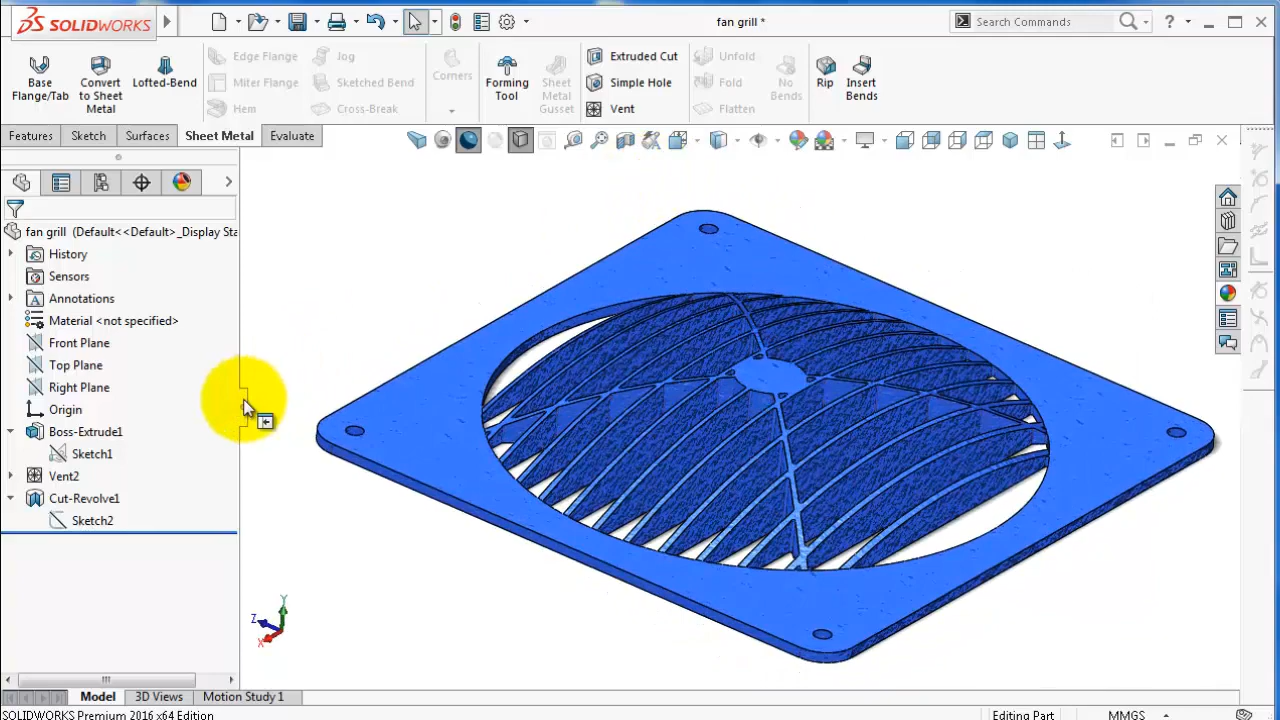 SOLIDWORKS
fan grill *
Search Commands
?
Base Flange/Tab
Convert to Sheet Metal
Lofted-Bend
Edge Flange
Miter Flange
Hem
Jog
Sketched Bend
Cross-Break
Corners
Forming Tool
Sheet Metal Gusset
Extruded Cut
Simple Hole
Vent
Unfold
Fold
Flatten
No Bends
Rip
Insert Bends
Features
Sketch
Surfaces
Sheet Metal
Evaluate
fan grill (Default<<Default>_Display Sta
History
Sensors
Annotations
Material <not specified>
Front Plane
Top Plane
Right Plane
Origin
Boss-Extrude1
Sketch1
Vent2
Cut-Revolve1
Sketch2
Y
Z
X
Model
3D Views
Motion Study 1
SOLIDWORKS Premium 2016 x64 Edition
Editing Part
MMGS